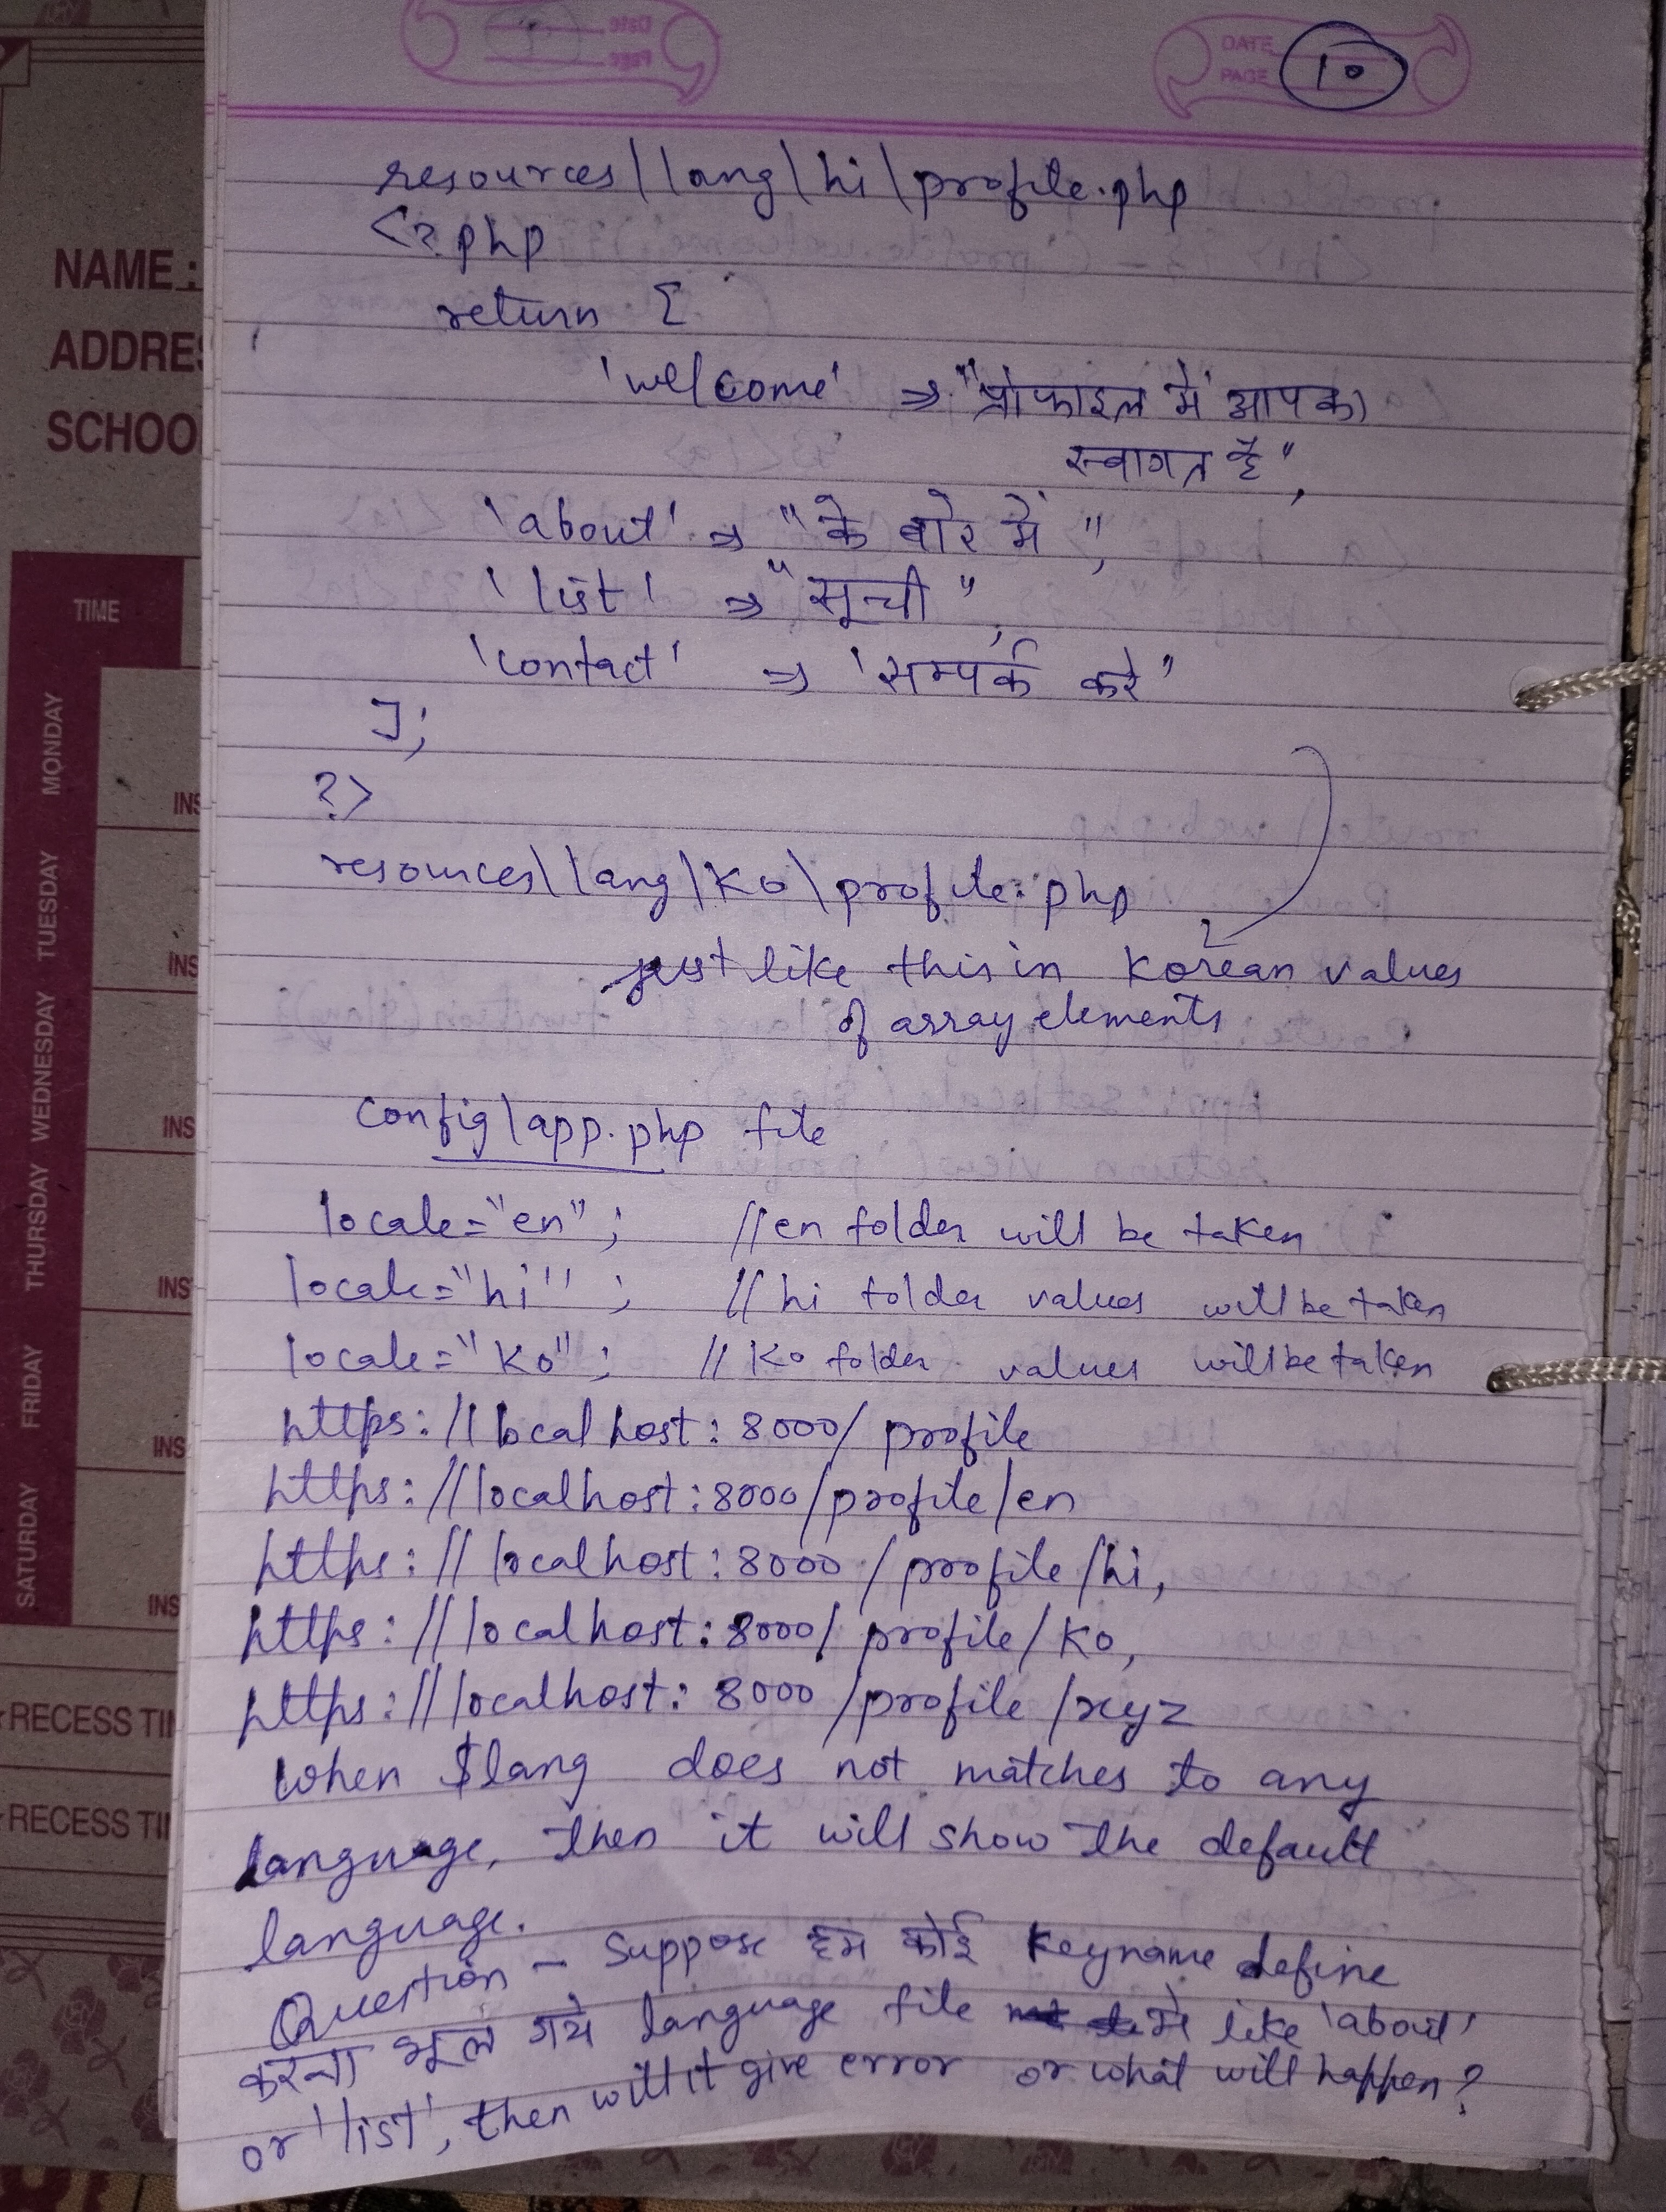 DATE
PAGE 10
Date
Page
resources\lang\hi\profile.php
<?php
return [
'welcome' => "प्रोफाइल में आपका
स्वागत है",
'about' => "के बारे में",
'list' => "सूची",
'contact' => 'सम्पर्क करे"
];
?>
resources\lang\ko\profile.php
just like this in Korean values
of array elements
config\app.php file
locale="en"; //en folder will be taken
locale="hi"; //hi folder values will be taken
locale="ko"; //ko folder values will be taken
https://localhost:8000/profile
https://localhost:8000/profile/en
https://localhost:8000/profile/hi,
https://localhost:8000/profile/ko,
https://localhost:8000/profile/xyz
When $lang does not matches to any
language, then it will show the default
language.
Question - Suppose हम कोई keyname define
करना भूल गये language file में like 'about'
or 'list', then will it give error or what will happen?
NAME :
ADDRES
SCHOO
TIME
MONDAY
TUESDAY
WEDNESDAY
THURSDAY
FRIDAY
SATURDAY
INS
INS
INS
INS
INS
INS
RECESS TI
RECESS TI